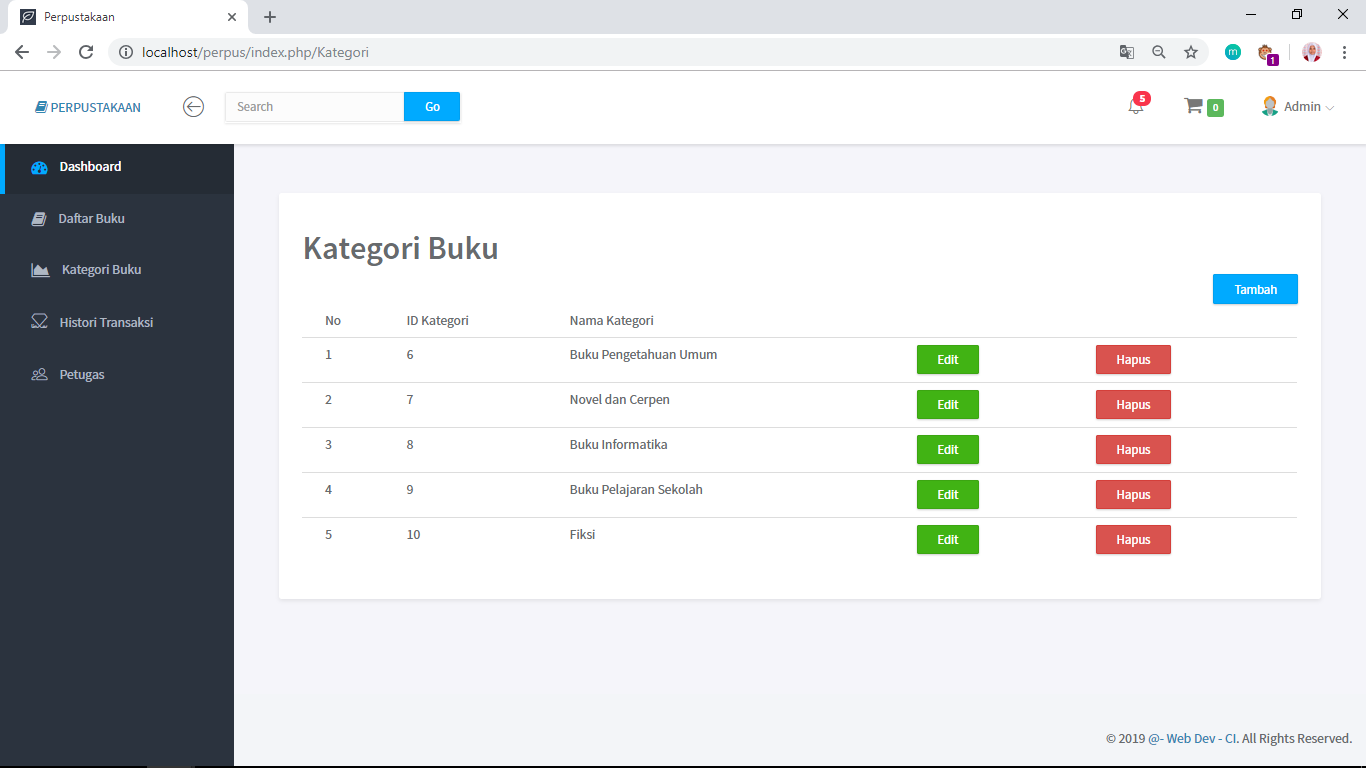 Perpustakaan
localhost/perpus/index.php/Kategori
m
1
PERPUSTAKAAN
Search
Go
5
0
Admin
Dashboard
Daftar Buku
Kategori Buku
Histori Transaksi
Petugas
Kategori Buku
Tambah
No ID Kategori Nama Kategori
1 6 Buku Pengetahuan Umum Edit Hapus
2 7 Novel dan Cerpen Edit Hapus
3 8 Buku Informatika Edit Hapus
4 9 Buku Pelajaran Sekolah Edit Hapus
5 10 Fiksi Edit Hapus
© 2019 @- Web Dev - CI. All Rights Reserved.